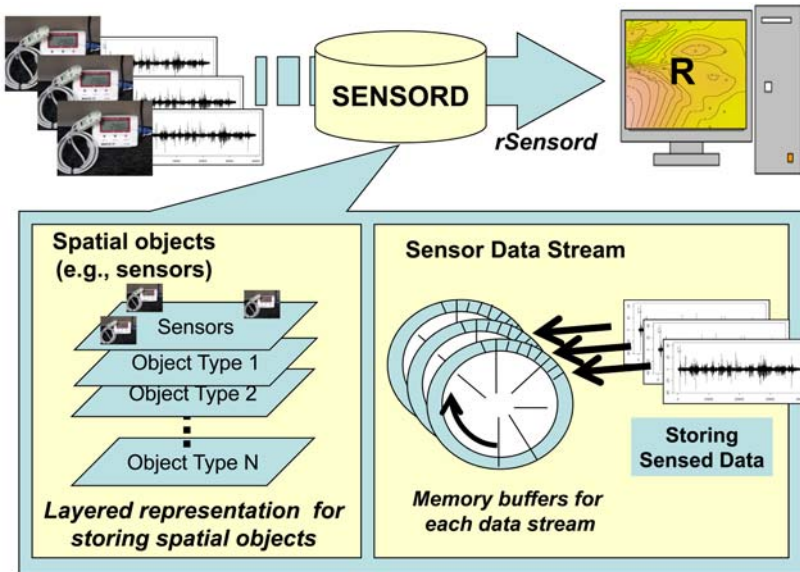 SENSORD
rSensord
R
Spatial objects
(e.g., sensors)
Sensors
Object Type 1
Object Type 2
Object Type N
Layered representation for
storing spatial objects
Sensor Data Stream
Storing
Sensed Data
Memory buffers for
each data stream